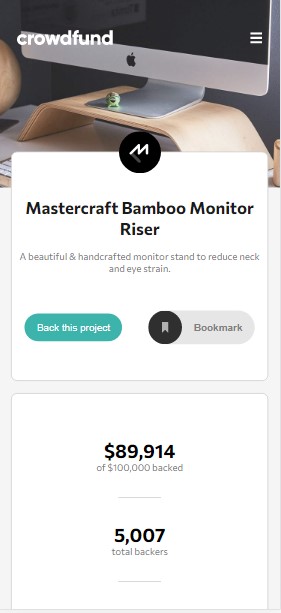 crowdfund
Mastercraft Bamboo Monitor
Riser
A beautiful & handcrafted monitor stand to reduce neck
and eye strain.
Back this project
Bookmark
$89,914
of $100,000 backed
5,007
total backers